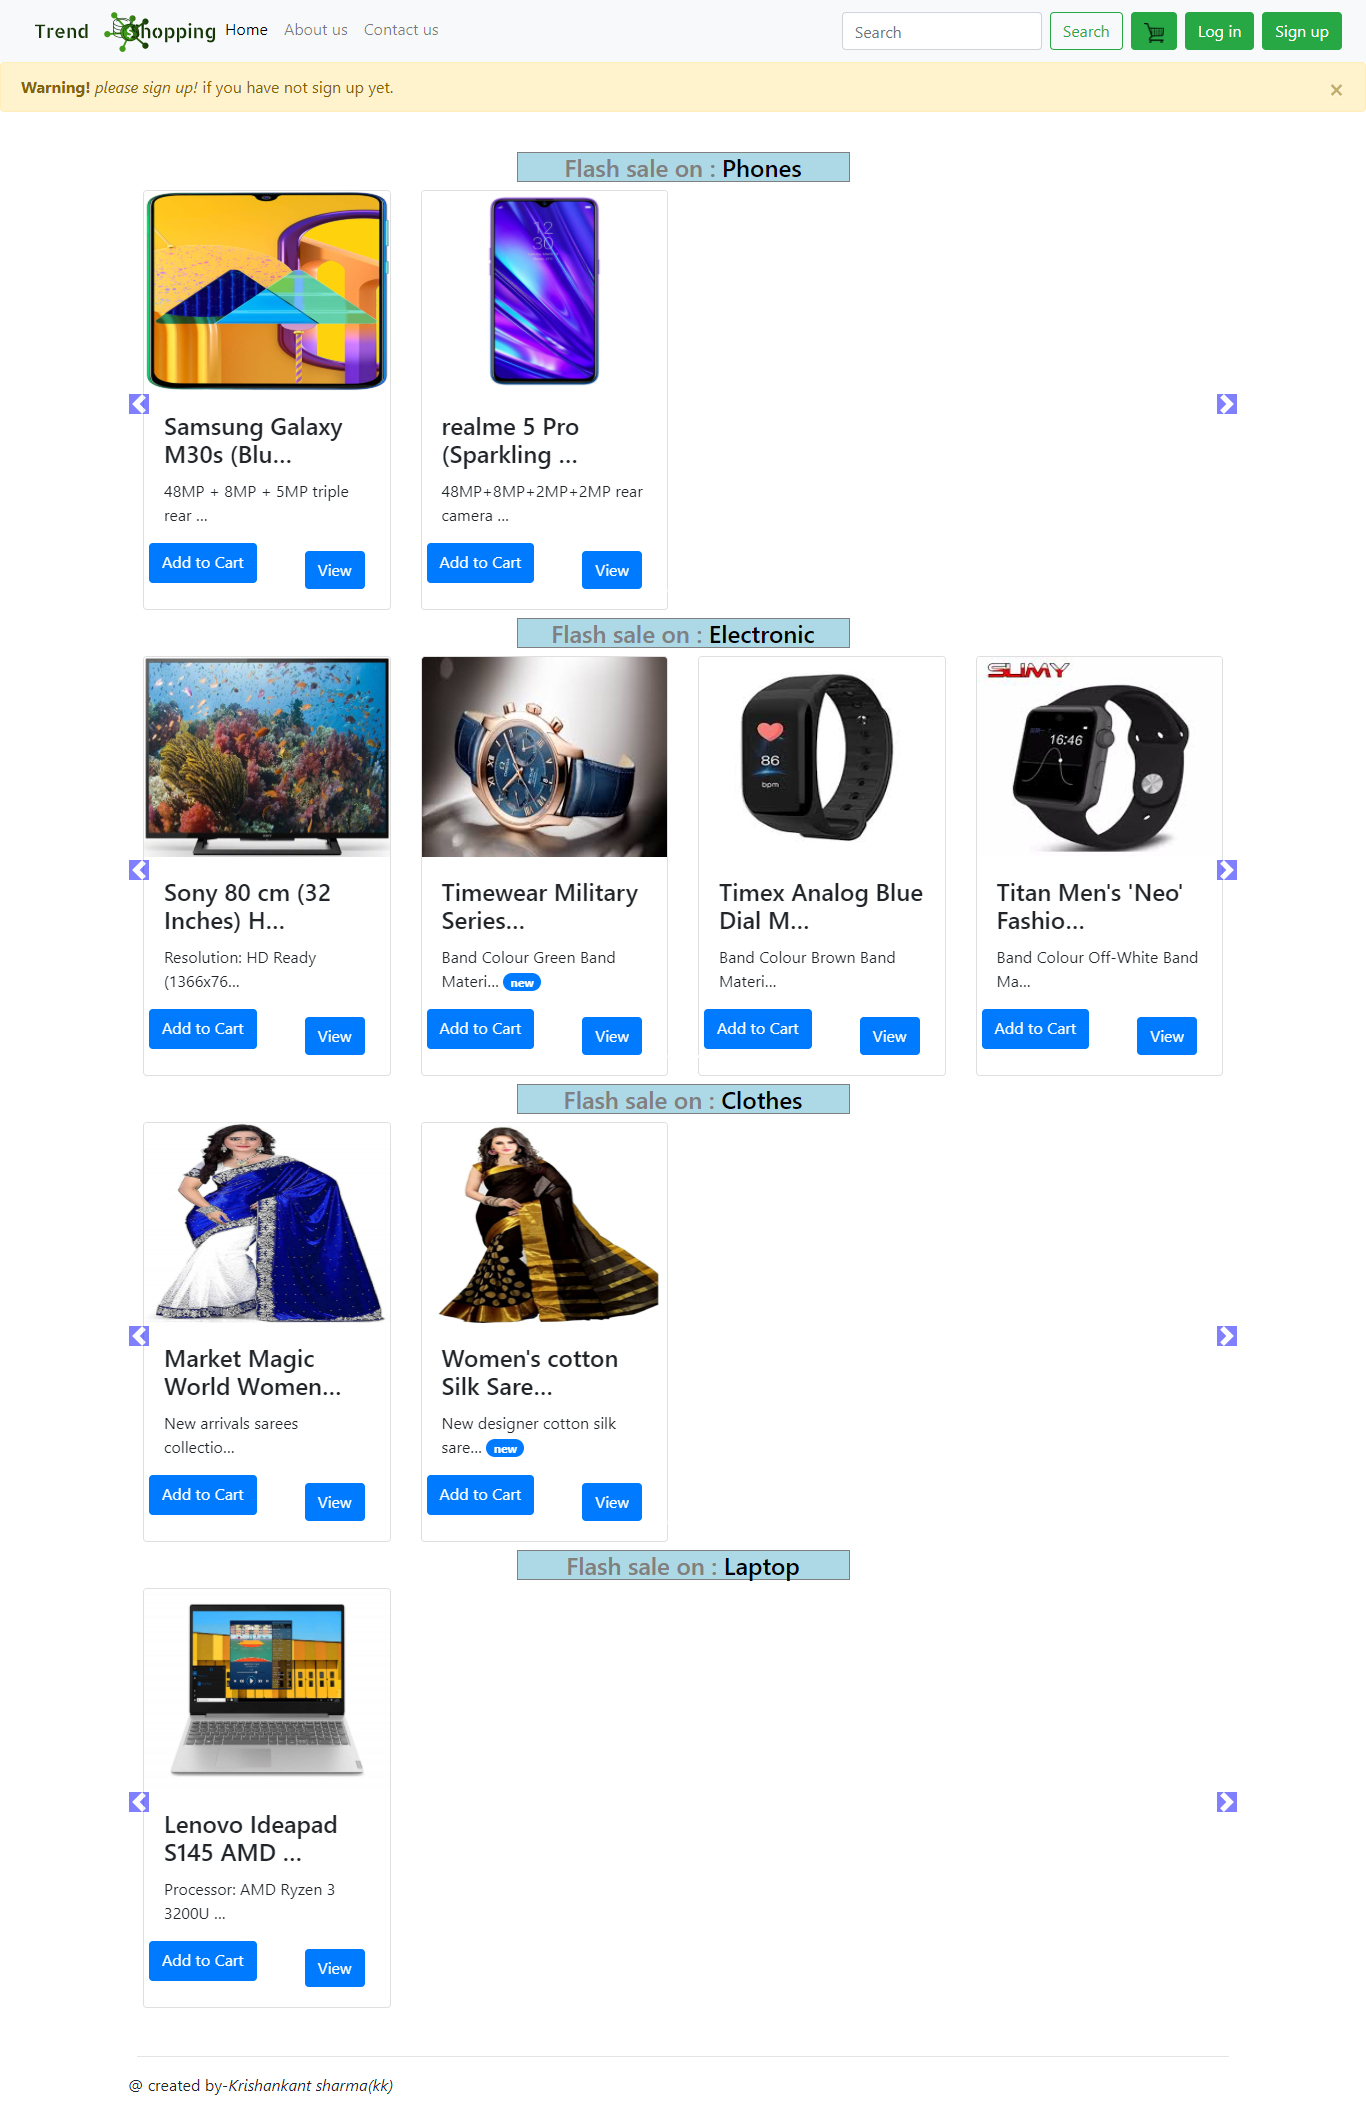 Trend Shopping Home About us Contact us Search Search Log in Sign up
Warning! please sign up! if you have not sign up yet. ×
Flash sale on : Phones
12
30
Samsung Galaxy
M30s (Blu...
48MP + 8MP + 5MP triple
rear ...
Add to Cart View
realme 5 Pro
(Sparkling ...
48MP+8MP+2MP+2MP rear
camera ...
Add to Cart View
Flash sale on : Electronic
SONY
Sony 80 cm (32
Inches) H...
Resolution: HD Ready
(1366x76...
Add to Cart View
OMEGA
Timewear Military
Series...
Band Colour Green Band
Materi... new
Add to Cart View
86
bpm
Timex Analog Blue
Dial M...
Band Colour Brown Band
Materi...
Add to Cart View
SLIMY
16:46
Titan Men's 'Neo'
Fashio...
Band Colour Off-White Band
Ma...
Add to Cart View
Flash sale on : Clothes
Market Magic
World Women...
New arrivals sarees
collectio...
Add to Cart View
Women's cotton
Silk Sare...
New designer cotton silk
sare... new
Add to Cart View
Flash sale on : Laptop
Lenovo Ideapad
S145 AMD ...
Processor: AMD Ryzen 3
3200U ...
Add to Cart View
@ created by-Krishankant sharma(kk)